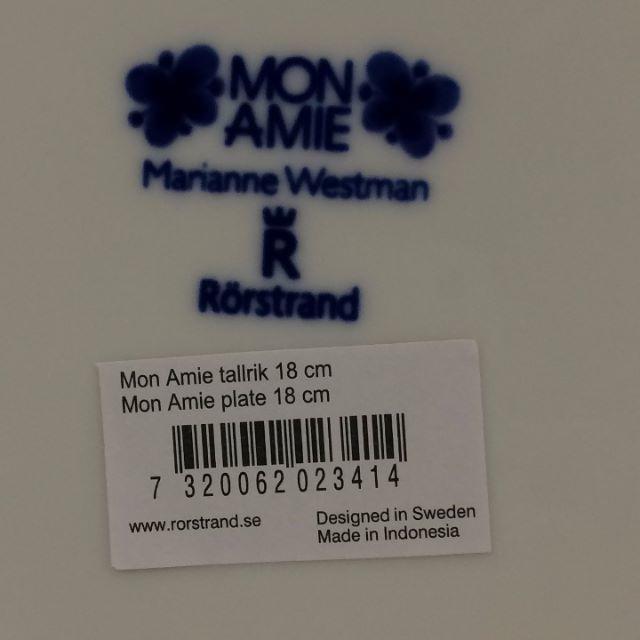 MON
AMIE
Marianne Westman
R
Rörstrand
Mon Amie tallrik 18 cm
Mon Amie plate 18 cm
7 320062 023414
www.rorstrand.se
Designed in Sweden
Made in Indonesia